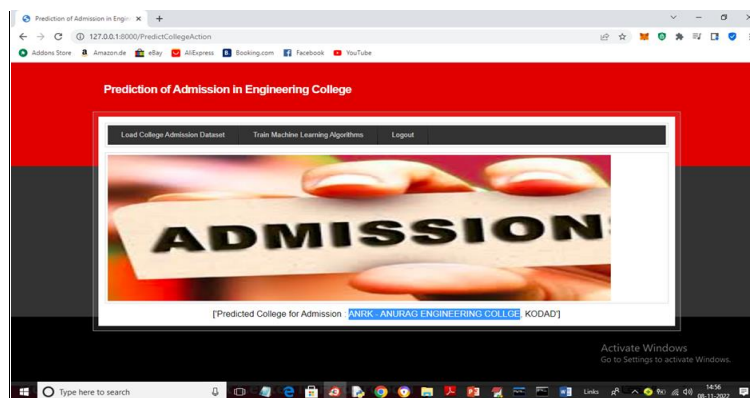 Prediction of Admission in Engin
127.0.0.1:8000/PredictCollegeAction
Addons Store Amazon.de eBay AliExpress Booking.com Facebook YouTube
Prediction of Admission in Engineering College
Load College Admission Dataset Train Machine Learning Algorithms Logout
ADMISSION
['Predicted College for Admission : ANRK - ANURAG ENGINEERING COLLGE, KODAD']
Activate Windows
Go to Settings to activate Windows.
Type here to search
Links
14:56
08-11-2022